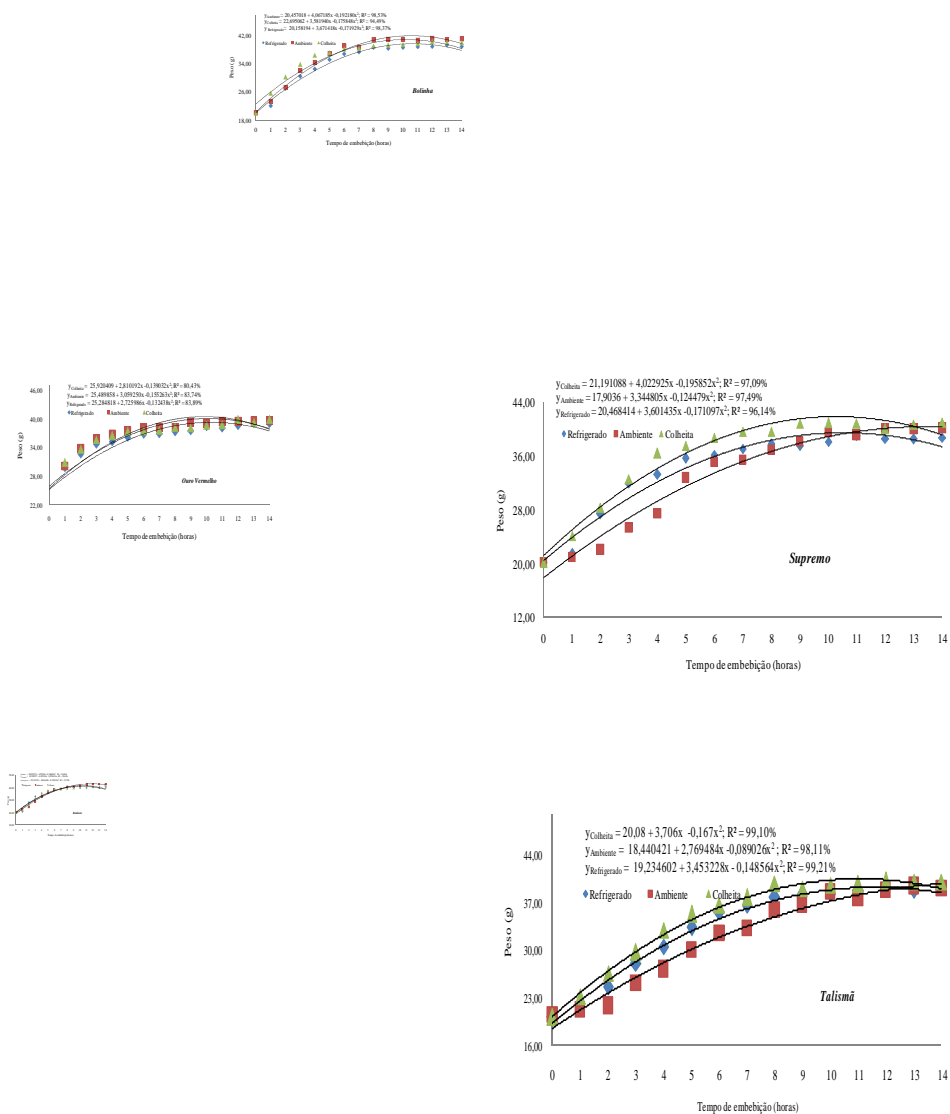 yAmbiente = 20,457018 + 4,067185x -0,192180x²; R² = 98,53%
yColheita = 22,695062 + 3,581940x -0,175848x²; R² = 94,49%
yRefrigerado = 20,158194 + 3,671418x -0,171929x²; R² = 98,37%
Refrigerado Ambiente Colheita
42,00
34,00
26,00
18,00
Peso (g)
Bolinha
0 1 2 3 4 5 6 7 8 9 10 11 12 13 14
Tempo de embebição (horas)
yColheita = 25,920409 + 2,810192x -0,139032x²; R² = 80,43%
yAmbiente = 25,489858 + 3,059250x -0,155263x²; R² = 83,74%
yRefrigerado = 25,284818 + 2,725986x -0,132438x²; R² = 83,89%
Refrigerado Ambiente Colheita
46,00
40,00
34,00
28,00
22,00
Peso (g)
Ouro Vermelho
0 1 2 3 4 5 6 7 8 9 10 11 12 13 14
Tempo de embebição (horas)
yColheita = 21,191088 + 4,022925x -0,195852x²; R² = 97,09%
yAmbiente = 17,9036 + 3,344805x -0,124479x²; R² = 97,49%
yRefrigerado = 20,468414 + 3,601435x -0,171097x²; R² = 96,14%
Refrigerado Ambiente Colheita
44,00
36,00
28,00
20,00
12,00
Peso (g)
Supremo
0 1 2 3 4 5 6 7 8 9 10 11 12 13 14
Tempo de embebição (horas)
yColheita = 20,08 + 3,706x -0,167x²; R² = 99,10%
yAmbiente = 18,440421 + 2,769484x -0,089026x²; R² = 98,11%
yRefrigerado = 19,234602 + 3,453228x - 0,148564x²; R² = 99,21%
Refrigerado Ambiente Colheita
44,00
37,00
30,00
23,00
16,00
Peso (g)
Talismã
0 1 2 3 4 5 6 7 8 9 10 11 12 13 14
Tempo de embebição (horas)